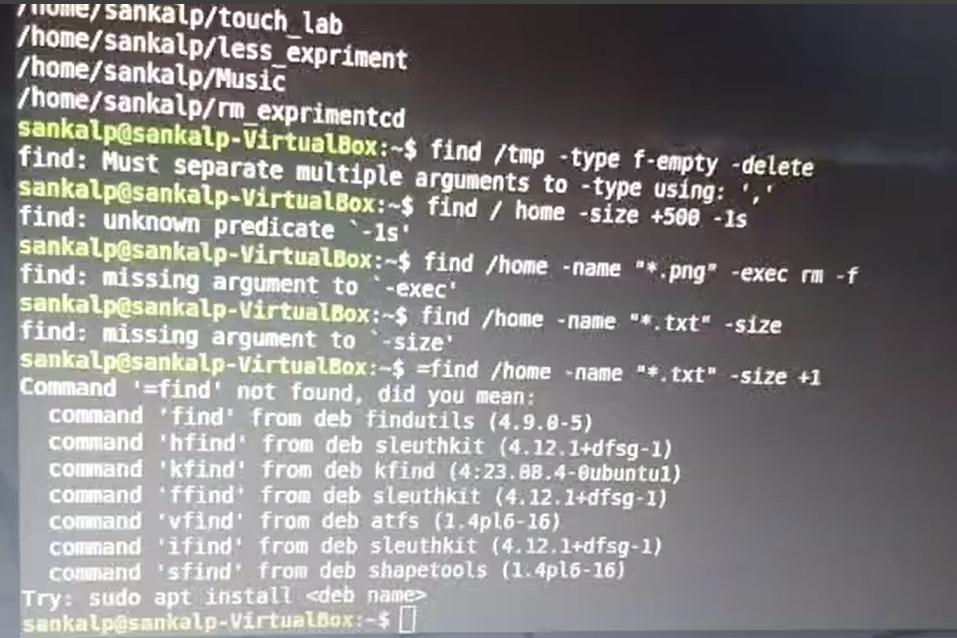 /home/sankalp/touch_lab
/home/sankalp/less_expriment
/home/sankalp/Music
/home/sankalp/rm_exprimentcd
sankalp@sankalp-VirtualBox:~$ find /tmp -type f-empty -delete
find: Must separate multiple arguments to -type using: ','
sankalp@sankalp-VirtualBox:~$ find / home -size +500 -1s
find: unknown predicate `-1s'
sankalp@sankalp-VirtualBox:~$ find /home -name "*.png" -exec rm -f
find: missing argument to `-exec'
sankalp@sankalp-VirtualBox:~$ find /home -name "*.txt" -size
find: missing argument to `-size'
sankalp@sankalp-VirtualBox:~$ =find /home -name "*.txt" -size +1
Command '=find' not found, did you mean:
  command 'find' from deb findutils (4.9.0-5)
  command 'hfind' from deb sleuthkit (4.12.1+dfsg-1)
  command 'kfind' from deb kfind (4:23.08.4-0ubuntu1)
  command 'ffind' from deb sleuthkit (4.12.1+dfsg-1)
  command 'vfind' from deb atfs (1.4pl6-16)
  command 'ifind' from deb sleuthkit (4.12.1+dfsg-1)
  command 'sfind' from deb shapetools (1.4pl6-16)
Try: sudo apt install <deb name>
sankalp@sankalp-VirtualBox:~$